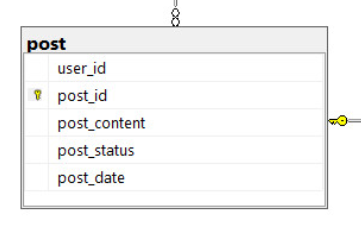 post
user_id
post_id
post_content
post_status
post_date